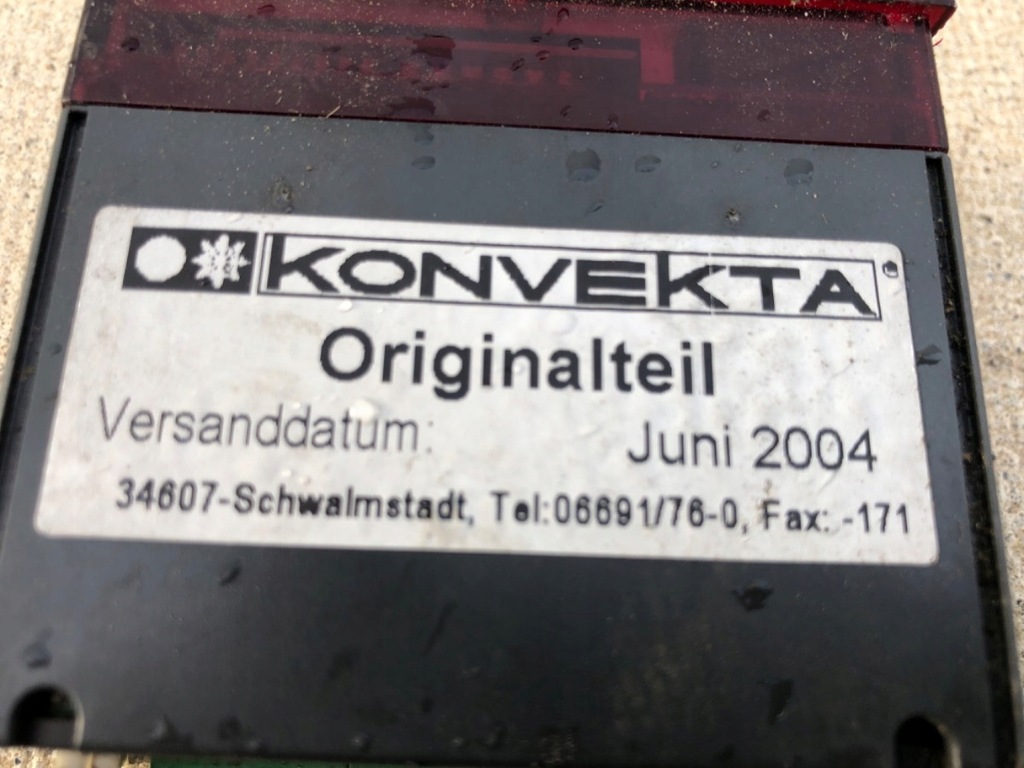 KONVEKTA
Originalteil
Versanddatum: Juni 2004
34607-Schwalmstadt, Tel:06691/76-0, Fax: -171